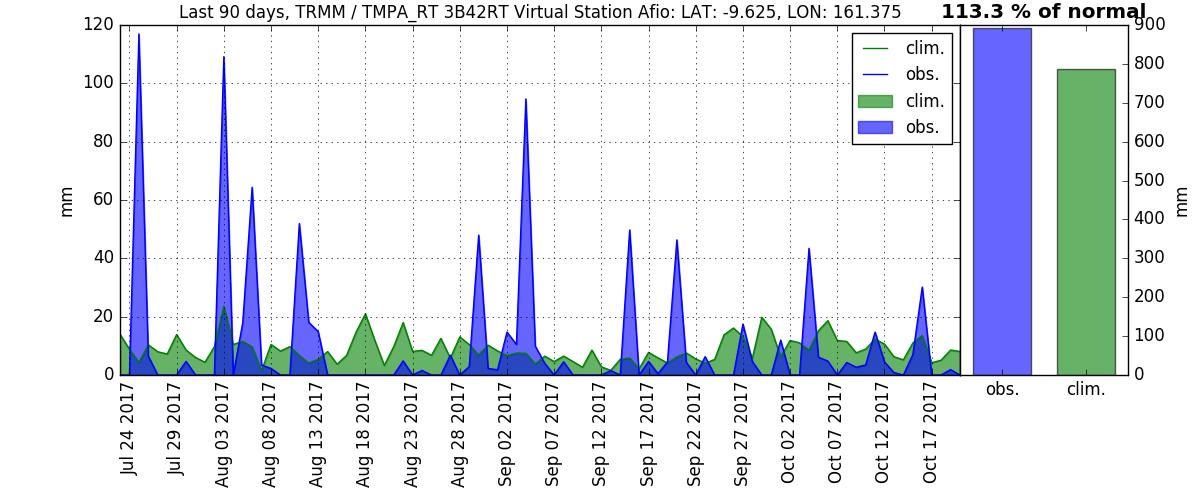 Last 90 days, TRMM / TMPA_RT 3B42RT Virtual Station Afio: LAT: -9.625, LON: 161.375
113.3 % of normal
120
100
80
60
40
20
0
mm
clim.
obs.
clim.
obs.
900
800
700
600
500
400
300
200
100
0
mm
obs.
clim.
Jul 24 2017
Jul 29 2017
Aug 03 2017
Aug 08 2017
Aug 13 2017
Aug 18 2017
Aug 23 2017
Aug 28 2017
Sep 02 2017
Sep 07 2017
Sep 12 2017
Sep 17 2017
Sep 22 2017
Sep 27 2017
Oct 02 2017
Oct 07 2017
Oct 12 2017
Oct 17 2017